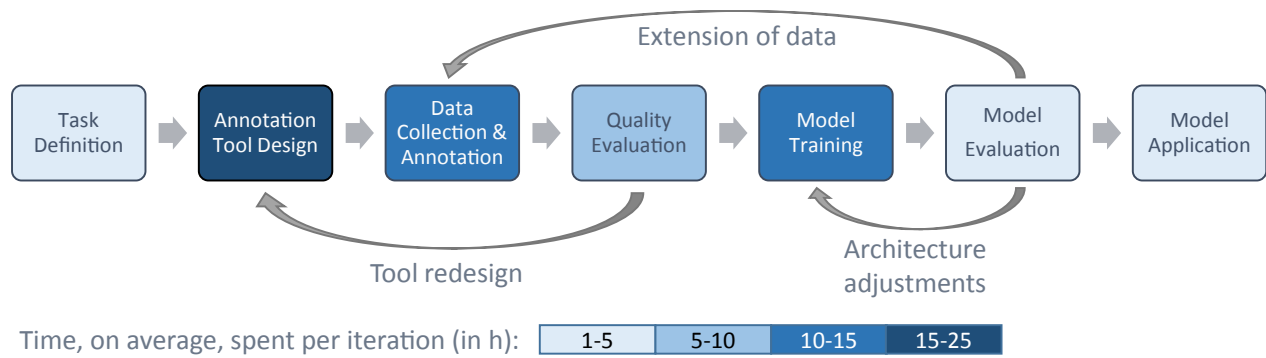 Extension of data
Task
Definition
Annotation
Tool Design
Data
Collection &
Annotation
Quality
Evaluation
Model
Training
Model
Evaluation
Model
Application
Tool redesign
Architecture
adjustments
Time, on average, spent per iteration (in h): 1-5 5-10 10-15 15-25